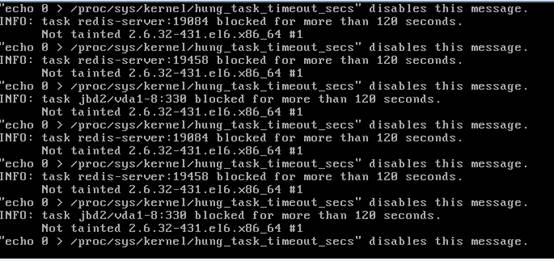 "echo 0 > /proc/sys/kernel/hung_task_timeout_secs" disables this message.
INFO: task redis-server:19084 blocked for more than 120 seconds.
Not tainted 2.6.32-431.el6.x86_64 #1
"echo 0 > /proc/sys/kernel/hung_task_timeout_secs" disables this message.
INFO: task redis-server:19458 blocked for more than 120 seconds.
Not tainted 2.6.32-431.el6.x86_64 #1
"echo 0 > /proc/sys/kernel/hung_task_timeout_secs" disables this message.
INFO: task jbd2/vda1-8:330 blocked for more than 120 seconds.
Not tainted 2.6.32-431.el6.x86_64 #1
"echo 0 > /proc/sys/kernel/hung_task_timeout_secs" disables this message.
INFO: task redis-server:19084 blocked for more than 120 seconds.
Not tainted 2.6.32-431.el6.x86_64 #1
"echo 0 > /proc/sys/kernel/hung_task_timeout_secs" disables this message.
INFO: task redis-server:19458 blocked for more than 120 seconds.
Not tainted 2.6.32-431.el6.x86_64 #1
"echo 0 > /proc/sys/kernel/hung_task_timeout_secs" disables this message.
INFO: task jbd2/vda1-8:330 blocked for more than 120 seconds.
Not tainted 2.6.32-431.el6.x86_64 #1
"echo 0 > /proc/sys/kernel/hung_task_timeout_secs" disables this message.